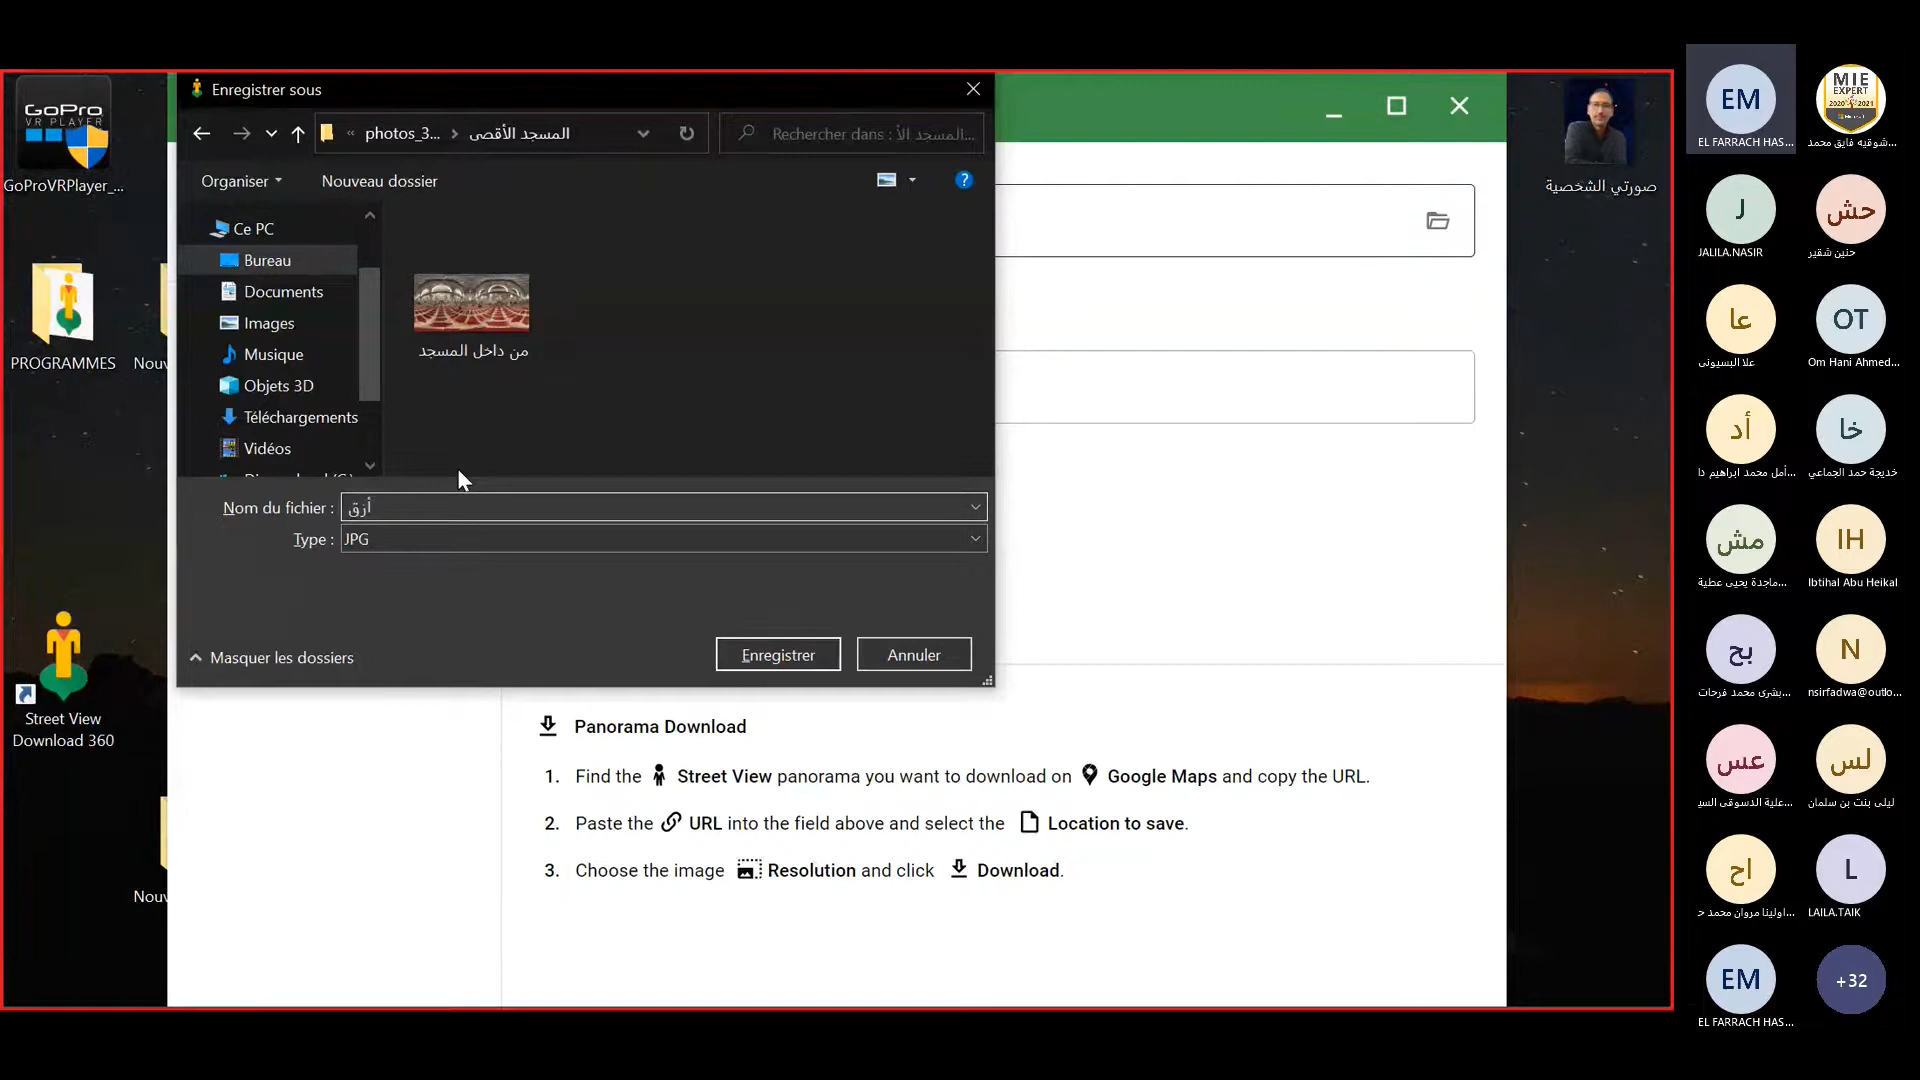 GoPro
VR PLAYER
GoProVRPlayer_...
PROGRAMMES
Nouv
Street View
Download 360
Nouv
Enregistrer sous
« photos_3... › المسجد الأقصى
Rechercher dans : المسجد الأ...
Organiser
Nouveau dossier
Ce PC
Bureau
Documents
Images
Musique
Objets 3D
Téléchargements
Vidéos
من داخل المسجد
Nom du fichier : أرق
Type : JPG
Masquer les dossiers
Enregistrer
Annuler
Panorama Download
1. Find the Street View panorama you want to download on Google Maps and copy the URL.
2. Paste the URL into the field above and select the Location to save.
3. Choose the image Resolution and click Download.
صورتي الشخصية
EM
EL FARRACH HAS...
MIE
EXPERT
2020 2021
Microsoft
شوقيه فايق محمد...
J
JALILA.NASIR
حش
حنين شقير
عا
علا البسيونى
OT
Om Hani Ahmed...
أد
أمل محمد ابراهيم دا...
خا
خديجة حمد الجماعي
مش
ماجدة يحيى عطية...
IH
Ibtihal Abu Heikal
بح
بشرى محمد فرحات...
N
nsirfadwa@outlo...
عس
علية الدسوقى السي...
لس
ليلى بنت بن سلمان
اح
اولينا مروان محمد ح...
L
LAILA.TAIK
EM
EL FARRACH HAS...
+32